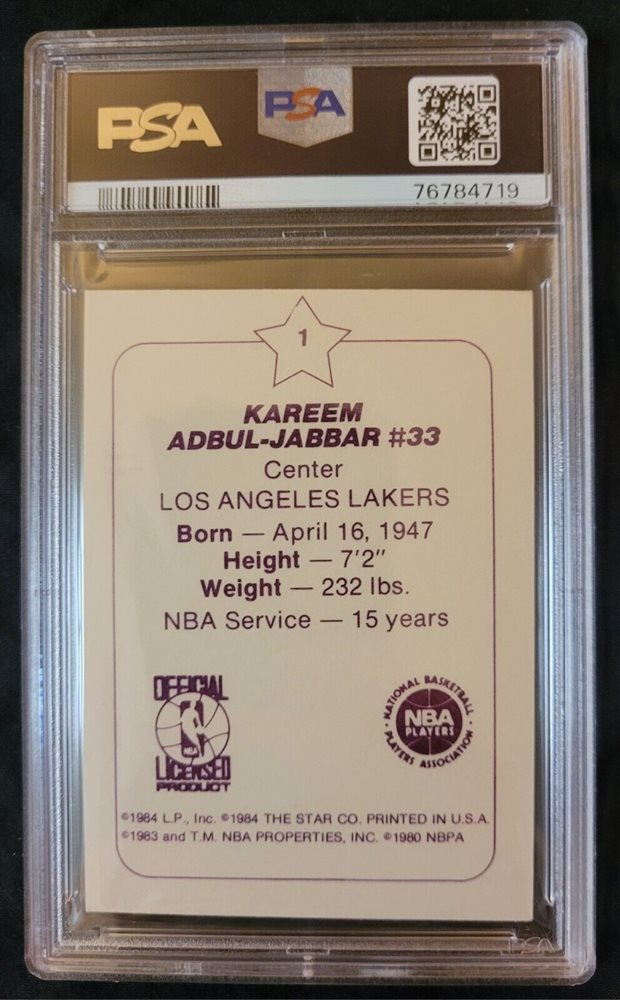 PSA
PSA
76784719
1
KAREEM
ADBUL-JABBAR #33
Center
LOS ANGELES LAKERS
Born — April 16, 1947
Height — 7'2"
Weight — 232 lbs.
NBA Service — 15 years
OFFICIAL
NBA
LICENSED
PRODUCT
NATIONAL BASKETBALL
NBA
PLAYERS
PLAYERS ASSOCIATION
©1984 L.P., Inc. ©1984 THE STAR CO. PRINTED IN U.S.A.
©1983 and T.M. NBA PROPERTIES, INC. ©1980 NBPA
PSA